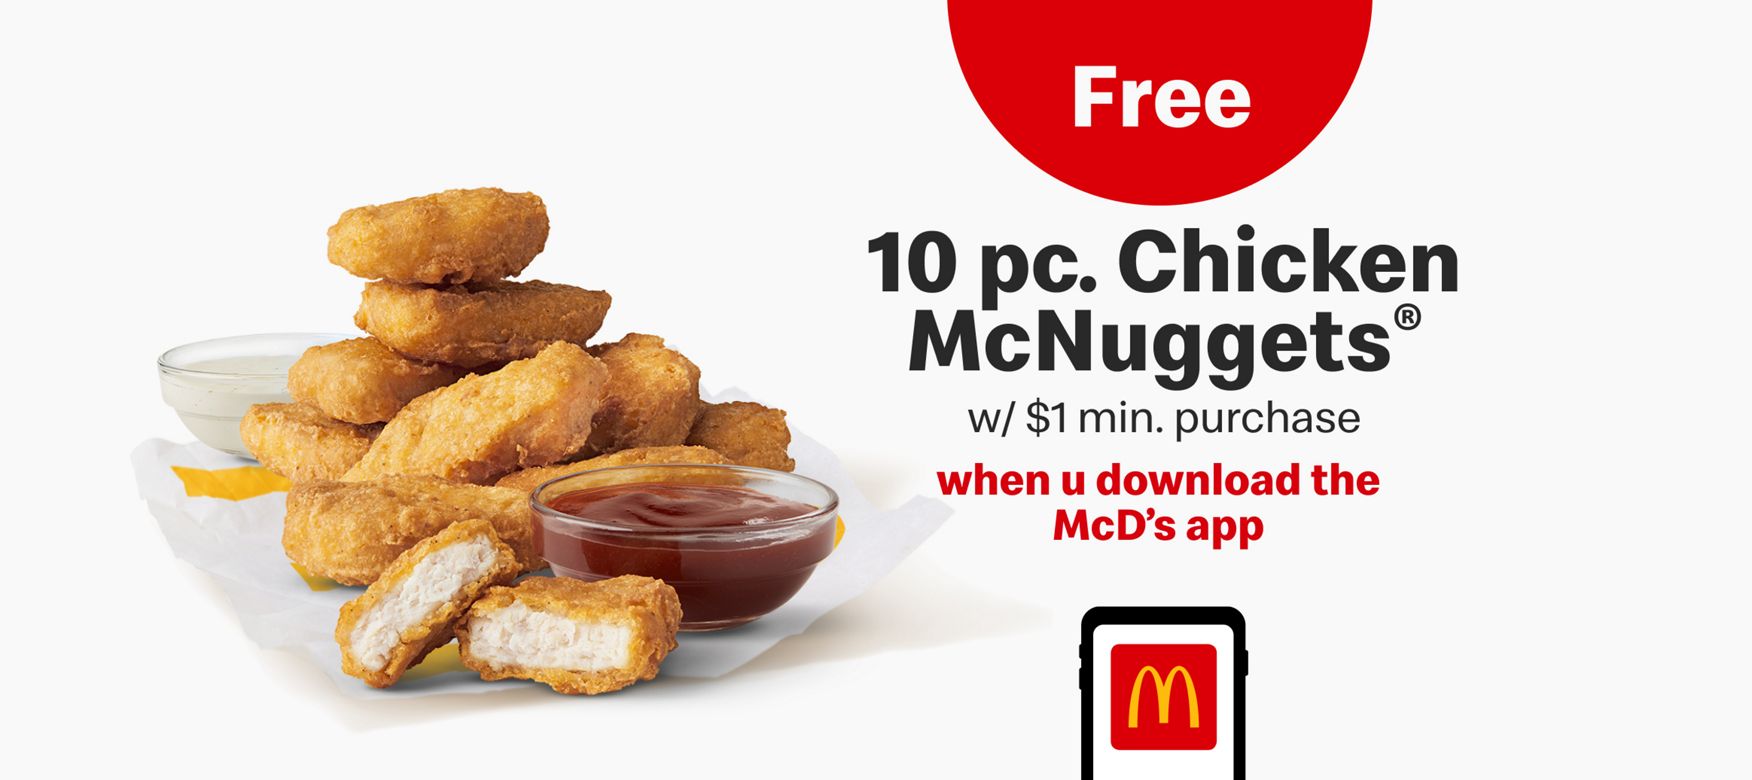 Free
10 pc. Chicken
McNuggets®
w/ $1 min. purchase
when u download the
McD’s app